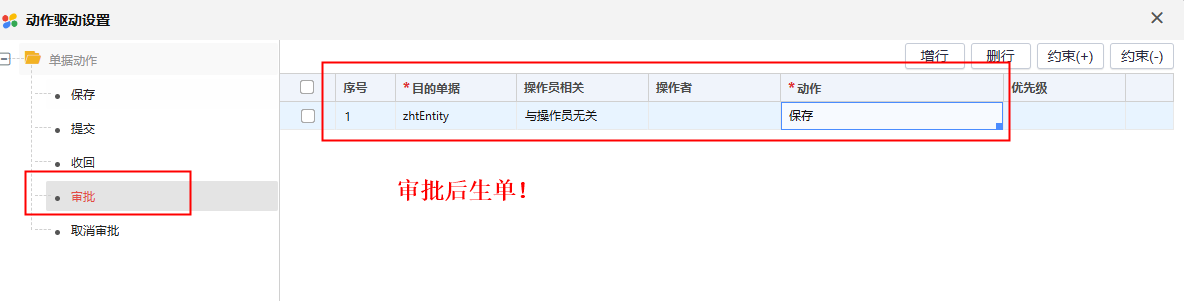 动作驱动设置
单据动作
增行 删行 约束(+) 约束(-)
序号 *目的单据 操作员相关 操作者 *动作 优先级
保存
1 zhtEntity 与操作员无关 保存
提交
收回
审批
审批后生单!
取消审批